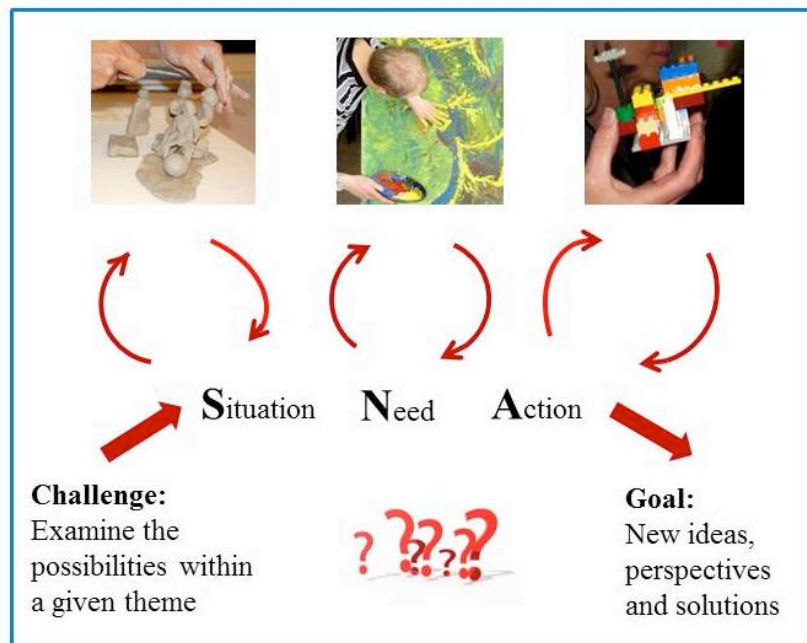 Situation Need Action
Challenge:
Examine the
possibilities within
a given theme
? ? ? ? ? ?
Goal:
New ideas,
perspectives
and solutions